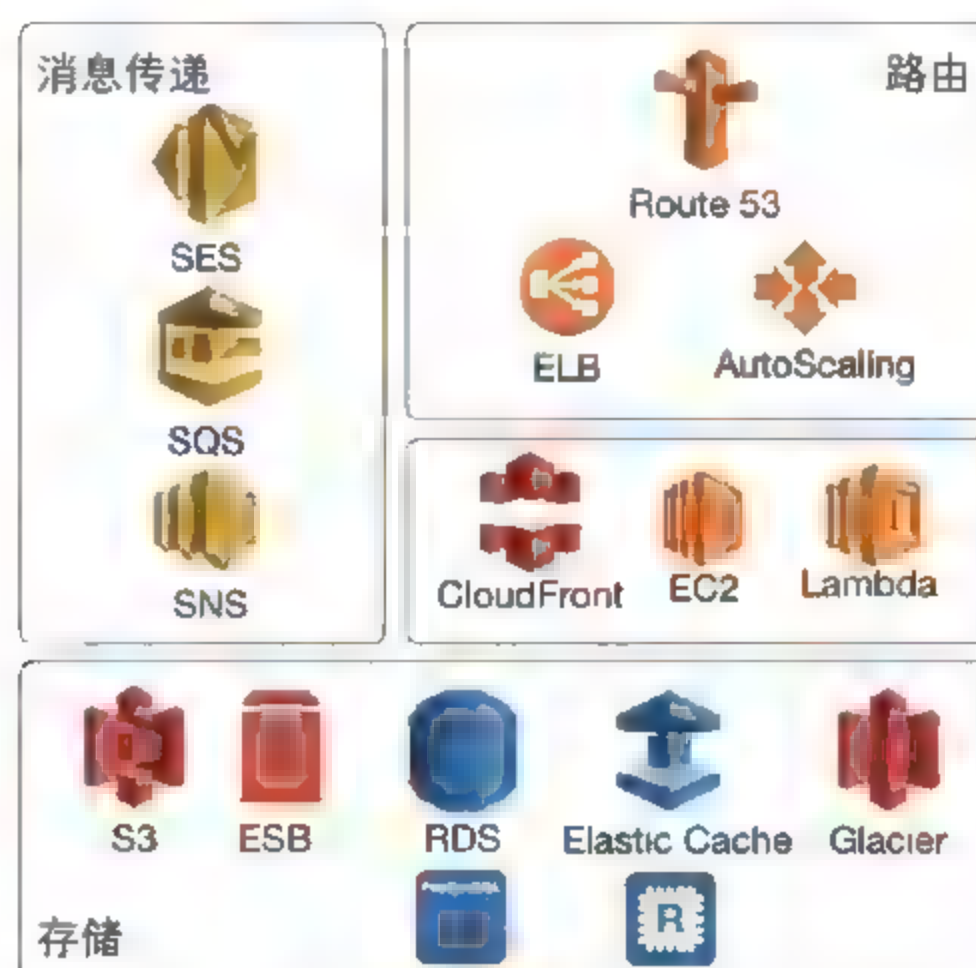 消息传递
SES
SQS
SNS
路由
Route 53
ELB
AutoScaling
CloudFront
EC2
Lambda
S3
ESB
RDS
Elastic Cache
Glacier
R
存储